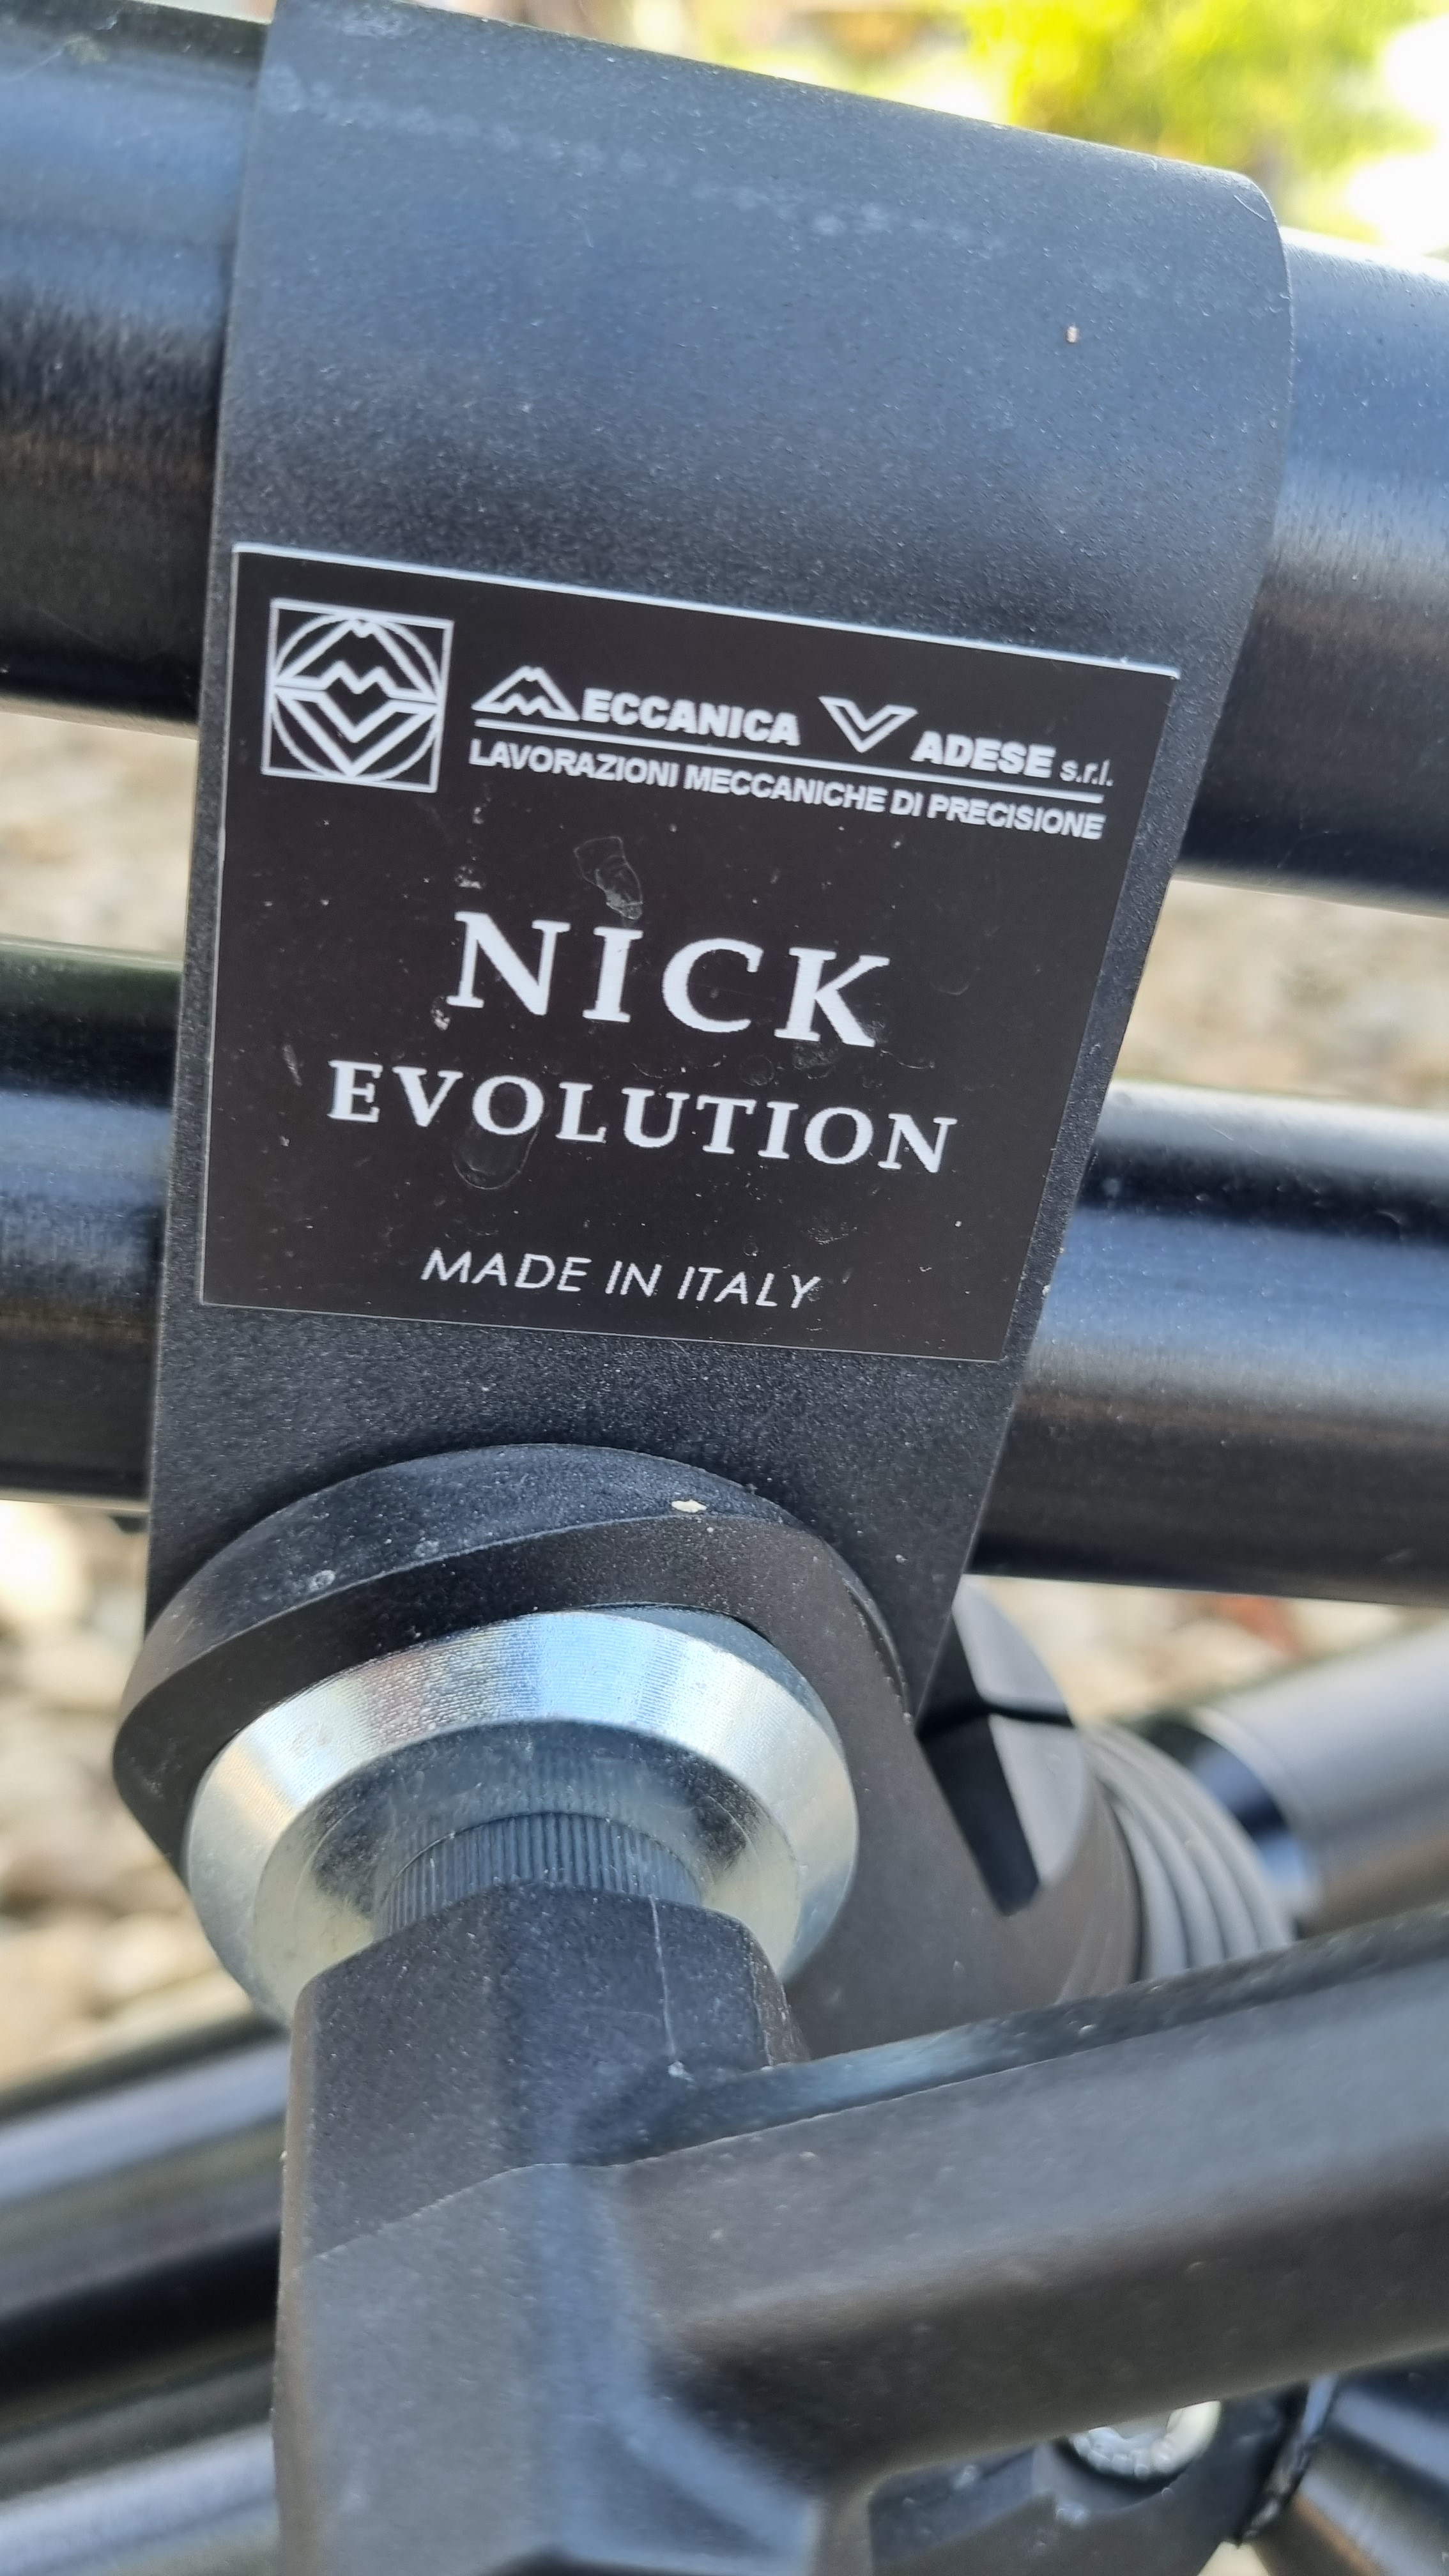 MECCANICA VADESE s.r.l.
LAVORAZIONI MECCANICHE DI PRECISIONE
NICK
EVOLUTION
MADE IN ITALY